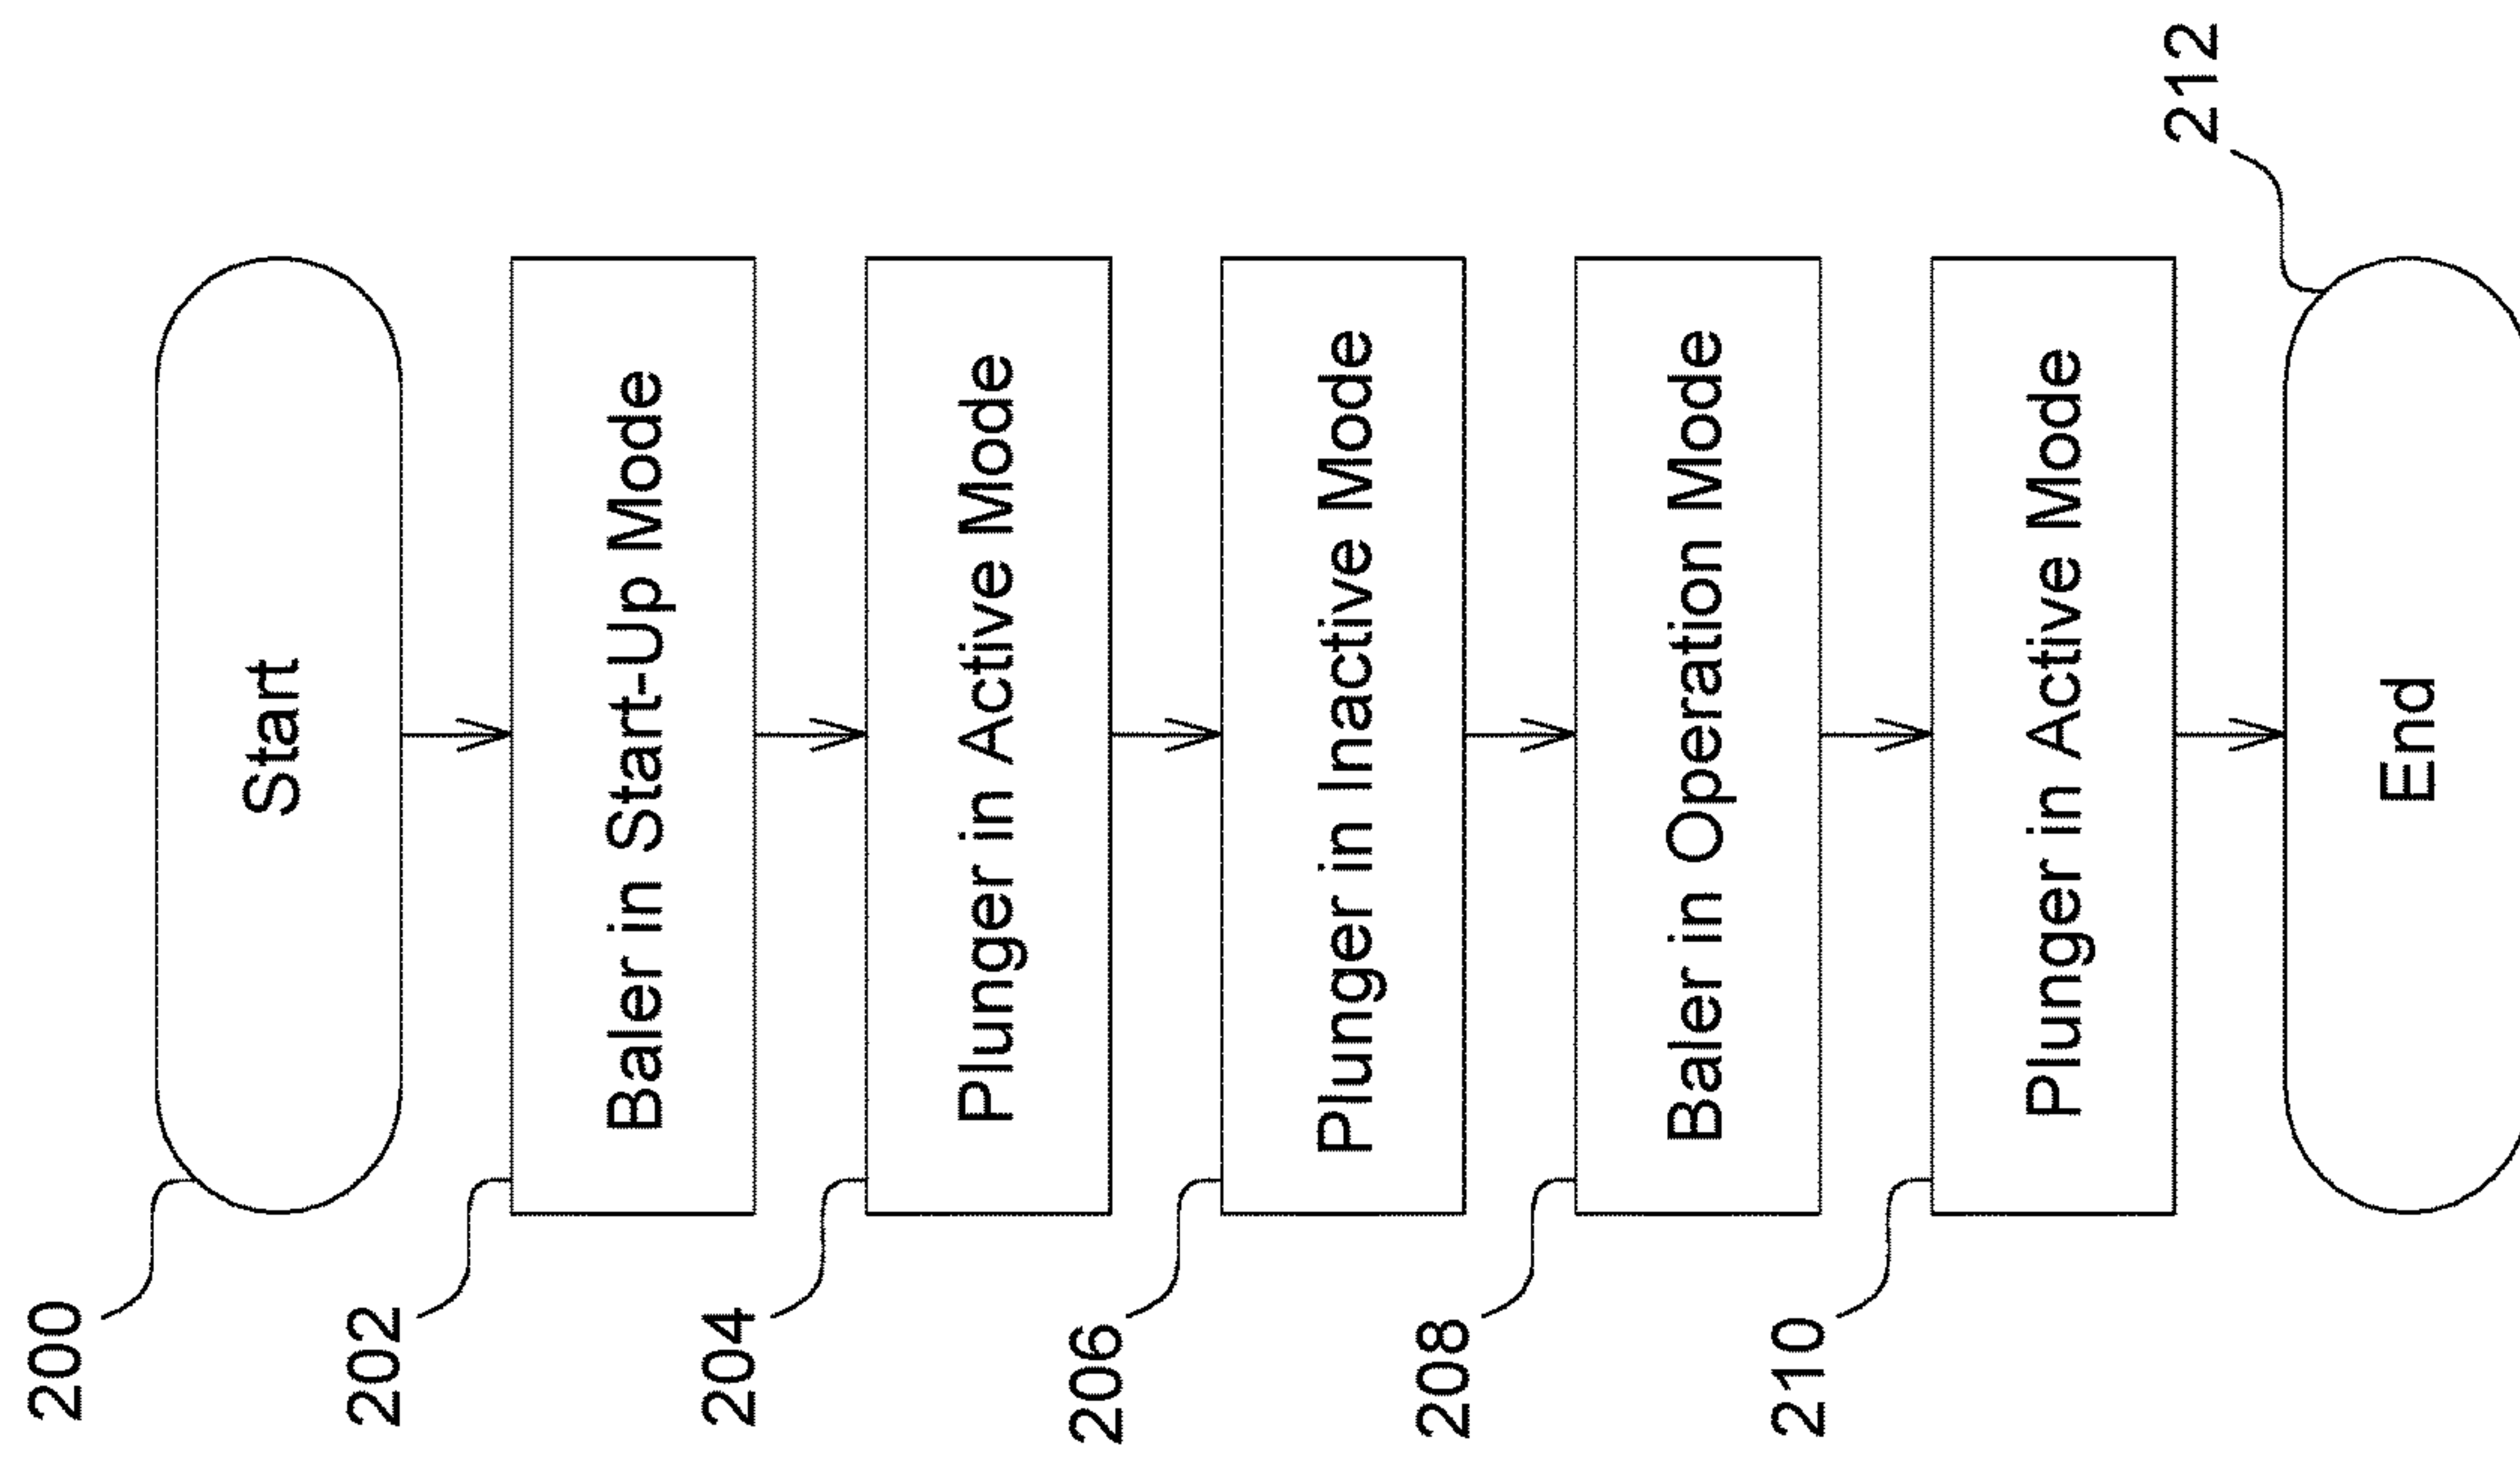 200
Start
202
Baler in Start-Up Mode
204
Plunger in Active Mode
206
Plunger in Inactive Mode
208
Baler in Operation Mode
210
Plunger in Active Mode
212
End